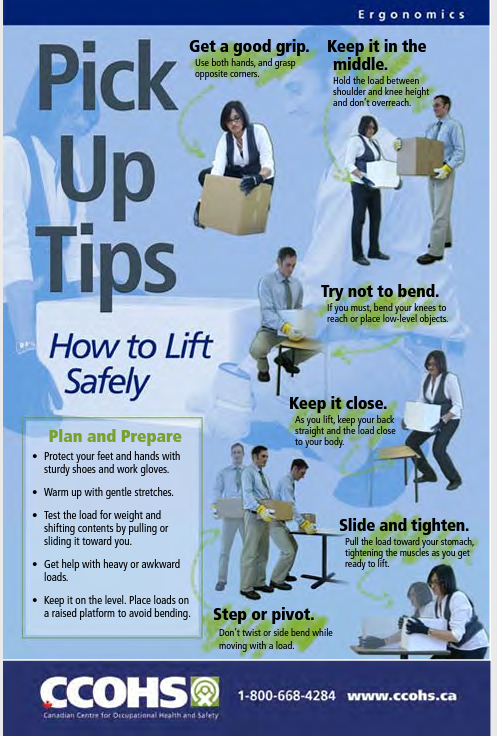 Ergonomics
Pick
Up
Tips
How to Lift
Safely
Get a good grip.
Use both hands, and grasp
opposite corners.
Keep it in the
middle.
Hold the load between
shoulder and knee height
and don't overreach.
Try not to bend.
If you must, bend your knees to
reach or place low-level objects.
Keep it close.
As you lift, keep your back
straight and the load close
to your body.
Slide and tighten.
Pull the load toward your stomach,
tightening the muscles as you get
ready to lift.
Step or pivot.
Don't twist or side bend while
moving with a load.
Plan and Prepare
• Protect your feet and hands with
sturdy shoes and work gloves.
• Warm up with gentle stretches.
• Test the load for weight and
shifting contents by pulling or
sliding it toward you.
• Get help with heavy or awkward
loads.
• Keep it on the level. Place loads on
a raised platform to avoid bending.
CCOHS
Canadian Centre for Occupational Health and Safety
1-800-668-4284 www.ccohs.ca